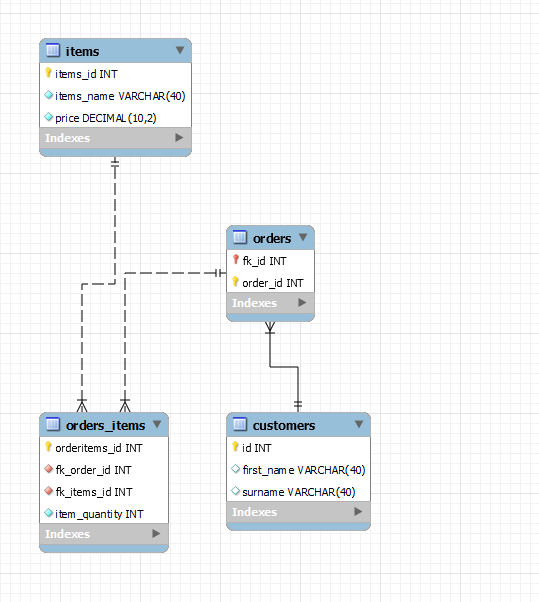 items
items_id INT
items_name VARCHAR(40)
price DECIMAL(10,2)
Indexes
orders
fk_id INT
order_id INT
Indexes
orders_items
orderitems_id INT
fk_order_id INT
fk_items_id INT
item_quantity INT
Indexes
customers
id INT
first_name VARCHAR(40)
surname VARCHAR(40)
Indexes